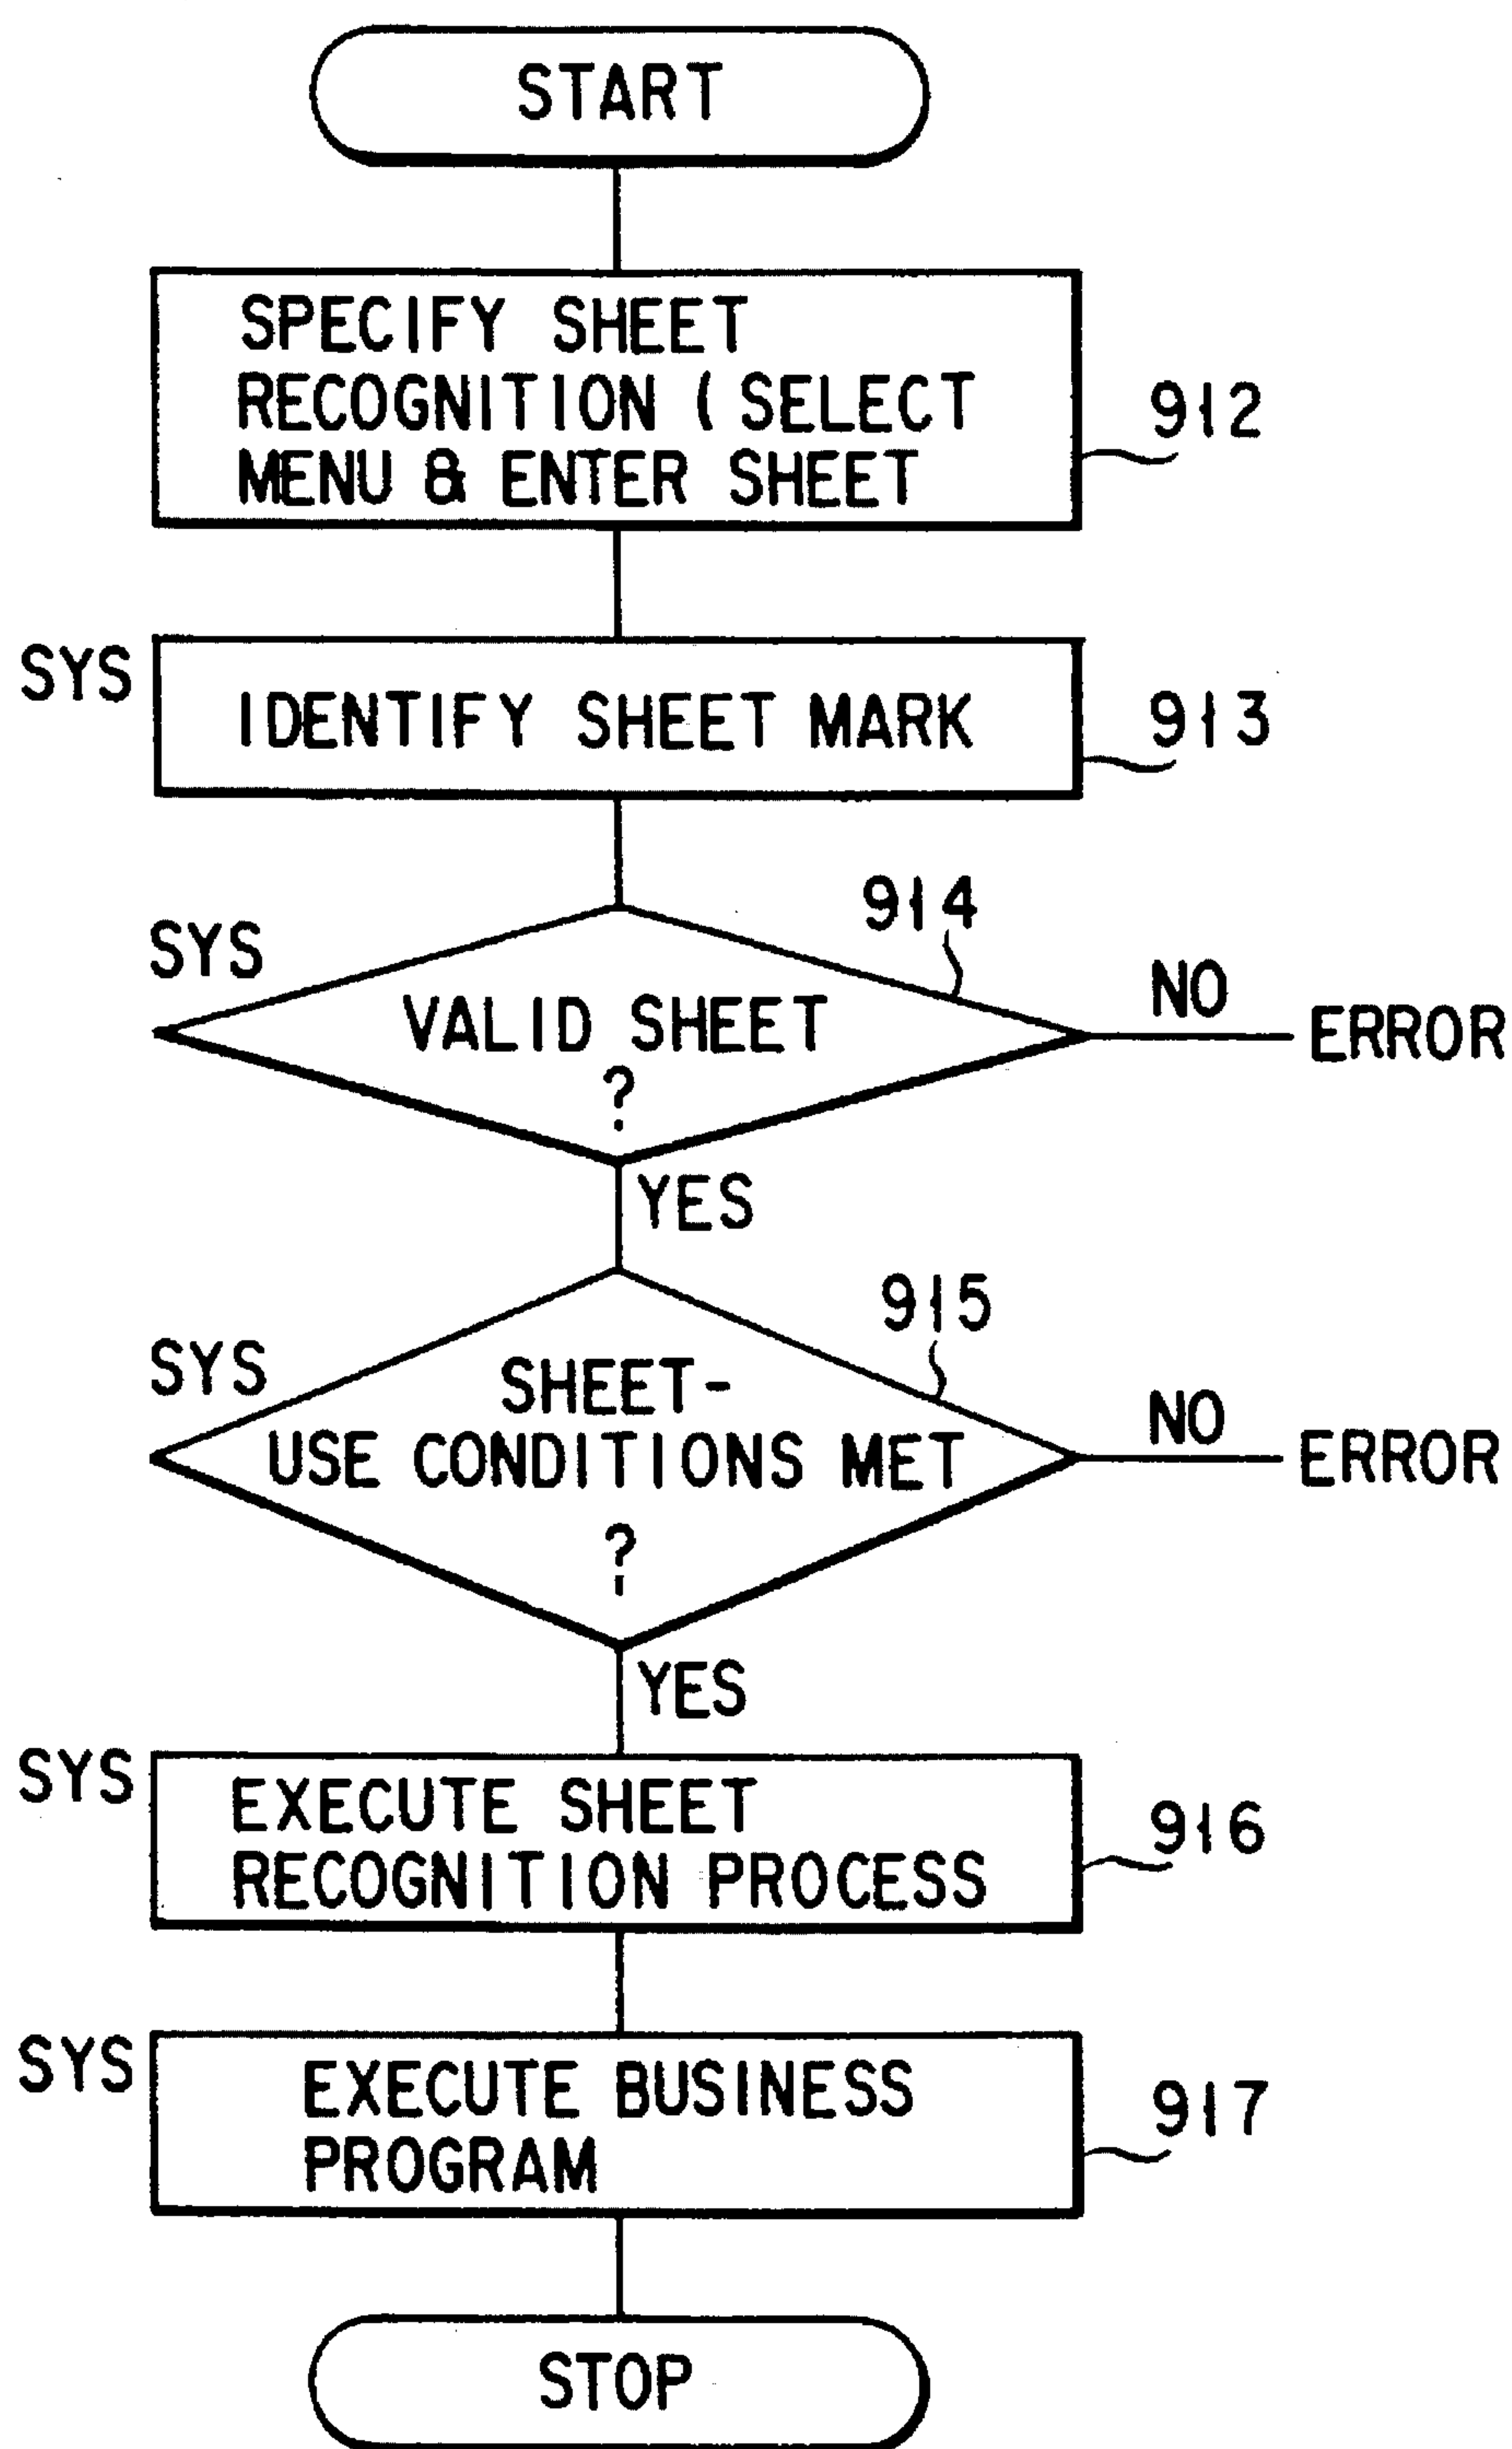 START
SPECIFY SHEET
RECOGNITION (SELECT
MENU & ENTER SHEET
912
SYS
IDENTIFY SHEET MARK
913
SYS
914
VALID SHEET
?
NO
ERROR
YES
SYS
915
SHEET-
USE CONDITIONS MET
?
NO
ERROR
YES
SYS
EXECUTE SHEET
RECOGNITION PROCESS
916
SYS
EXECUTE BUSINESS
PROGRAM
917
STOP